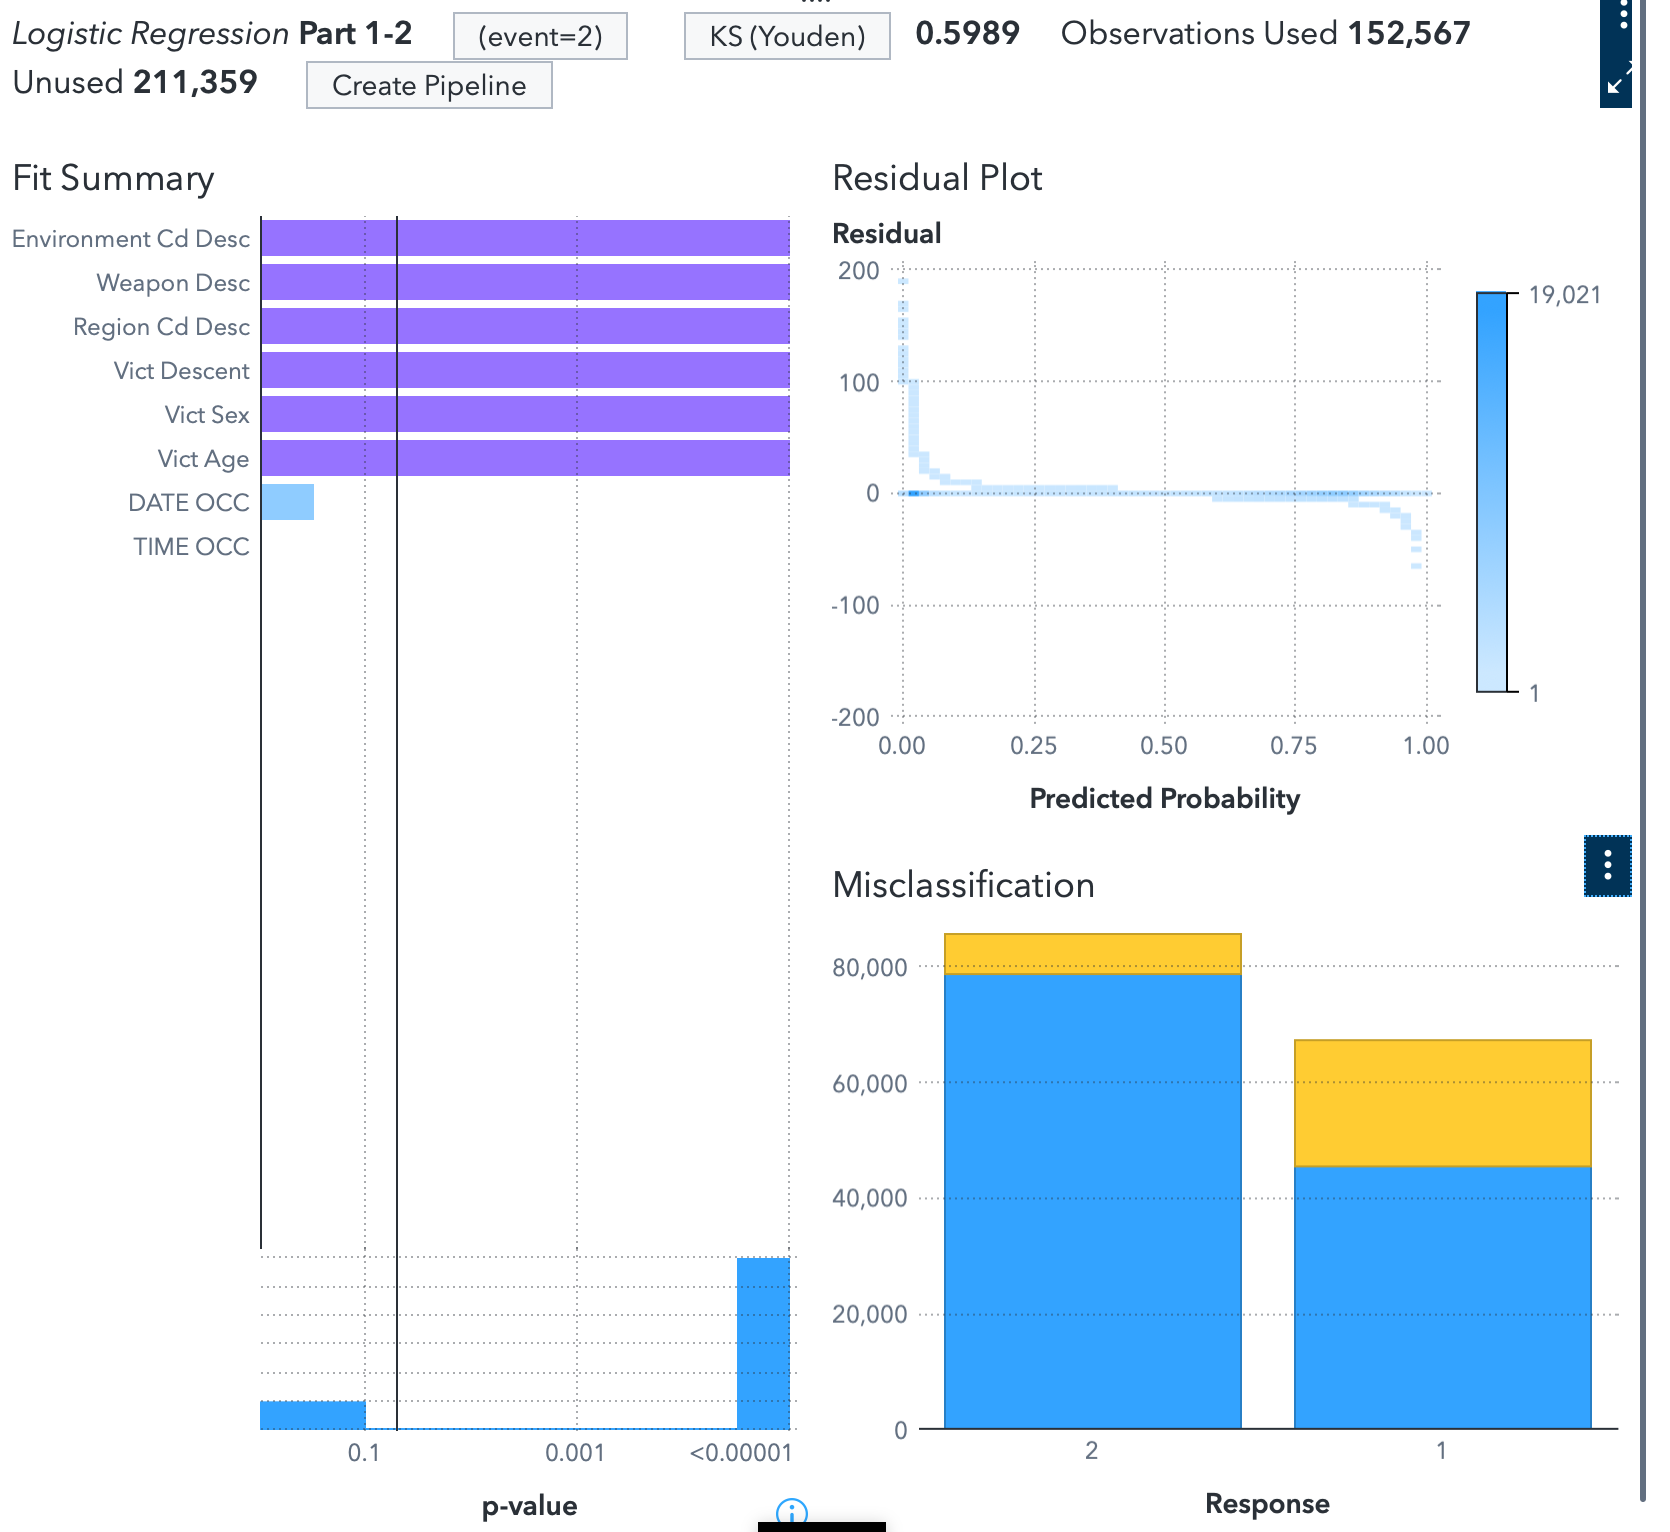 Logistic Regression Part 1-2 (event=2) KS (Youden) 0.5989 Observations Used 152,567
Unused 211,359 Create Pipeline
Fit Summary
Environment Cd Desc
Weapon Desc
Region Cd Desc
Vict Descent
Vict Sex
Vict Age
DATE OCC
TIME OCC
0.1 0.001 <0.00001
p-value
Residual Plot
Residual
200
100
0
-100
-200
0.00 0.25 0.50 0.75 1.00
Predicted Probability
19,021
1
Misclassification
80,000
60,000
40,000
20,000
0
2 1
Response